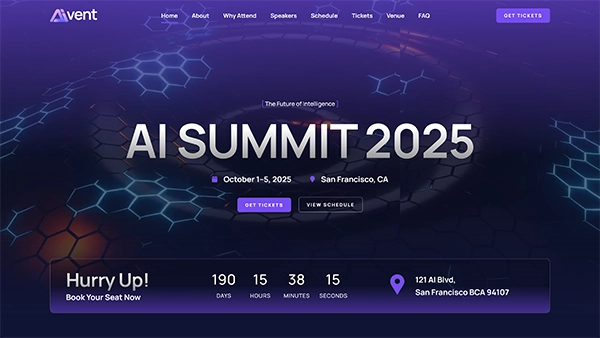 AIvent
Home About Why Attend Speakers Schedule Tickets Venue FAQ
GET TICKETS
[ The Future of Intelligence ]
AI SUMMIT 2025
October 1–5, 2025 San Francisco, CA
GET TICKETS VIEW SCHEDULE
Hurry Up!
Book Your Seat Now
190 15 38 15
DAYS HOURS MINUTES SECONDS
121 AI Blvd,
San Francisco BCA 94107